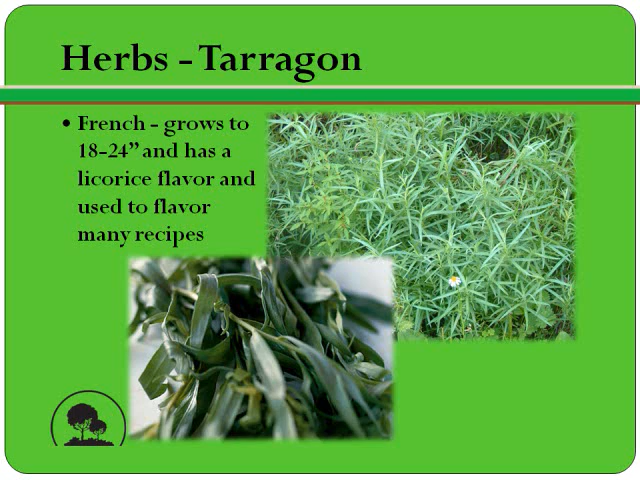 Herbs - Tarragon
• French - grows to
18-24” and has a
licorice flavor and
used to flavor
many recipes